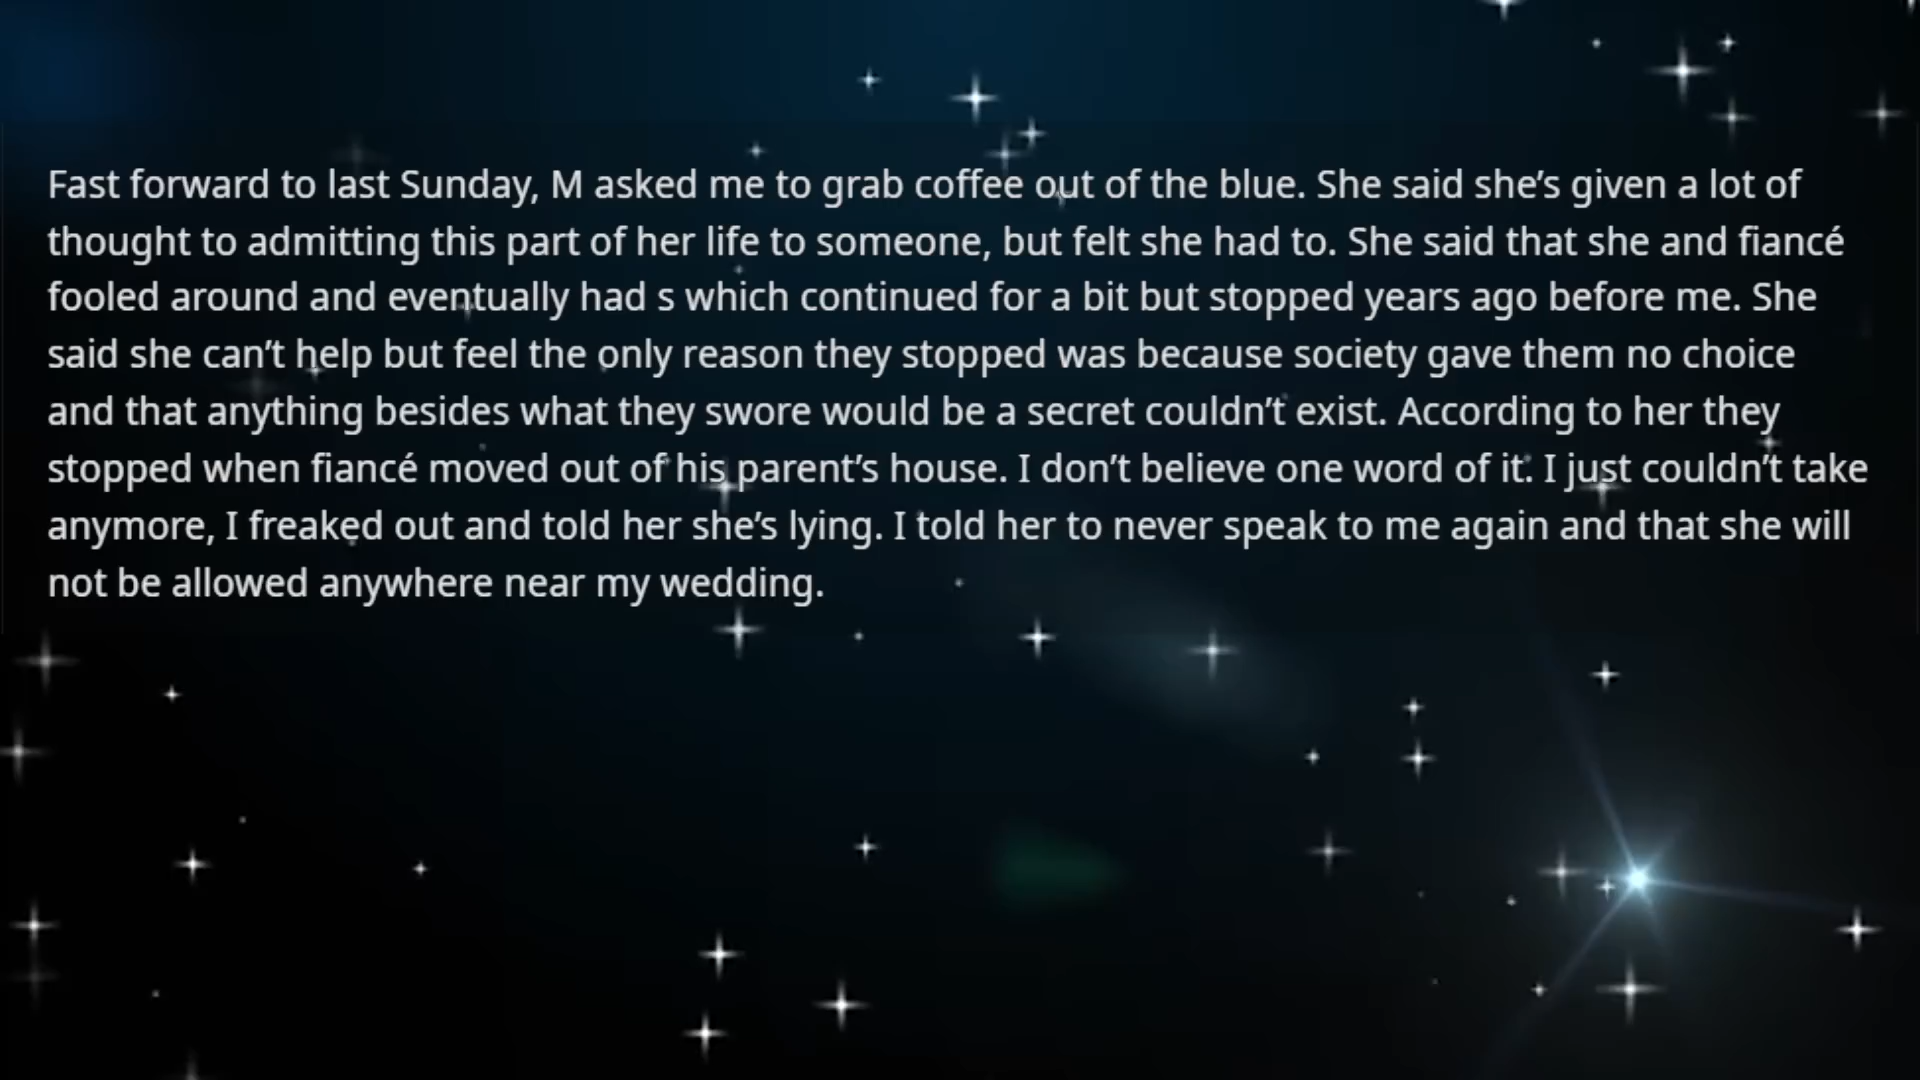 Fast forward to last Sunday, M asked me to grab coffee out of the blue. She said she’s given a lot of
thought to admitting this part of her life to someone, but felt she had to. She said that she and fiancé
fooled around and eventually had s which continued for a bit but stopped years ago before me. She
said she can’t help but feel the only reason they stopped was because society gave them no choice
and that anything besides what they swore would be a secret couldn’t exist. According to her they
stopped when fiancé moved out of his parent’s house. I don’t believe one word of it. I just couldn’t take
anymore, I freaked out and told her she’s lying. I told her to never speak to me again and that she will
not be allowed anywhere near my wedding.